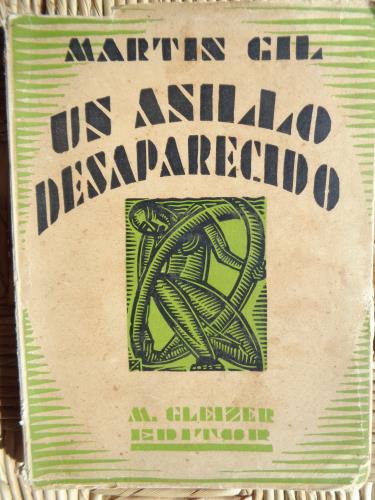 MARTIN GIL
UN ANILLO
DESAPARECIDO
M. GLEIZER
EDITOR